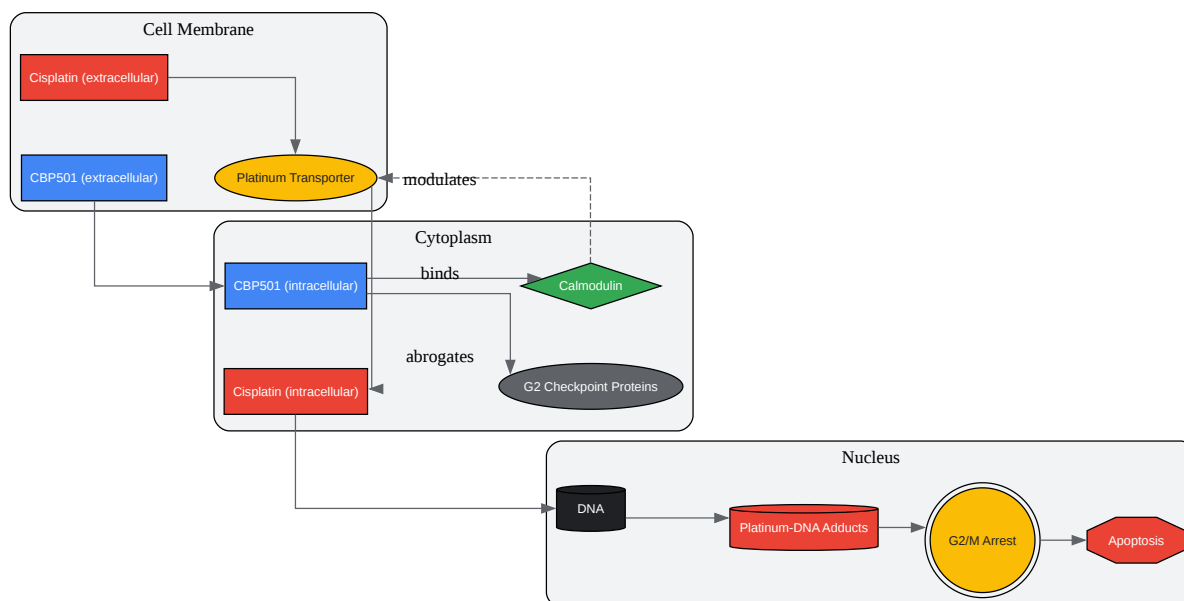 Cell Membrane
Cisplatin (extracellular)
CBP501 (extracellular)
Platinum Transporter
modulates
Cytoplasm
CBP501 (intracellular)
binds
Calmodulin
abrogates
Cisplatin (intracellular)
G2 Checkpoint Proteins
Nucleus
DNA
Platinum-DNA Adducts
G2/M Arrest
Apoptosis